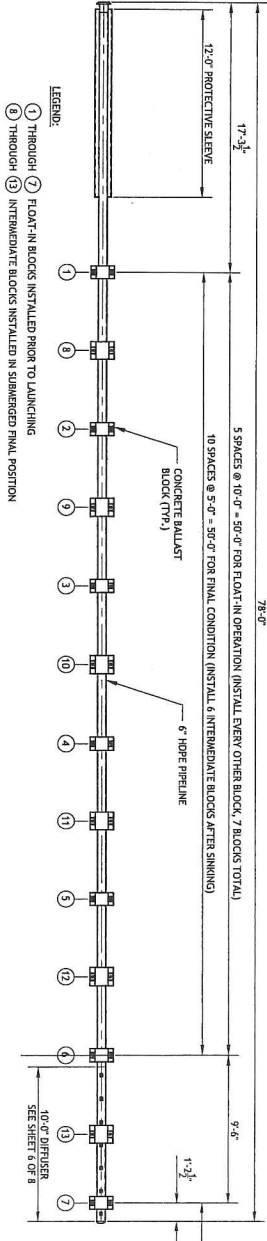 78'-0"
17'-3½"
5 SPACES @ 10'-0" = 50'-0" FOR FLOAT-IN OPERATION (INSTALL EVERY OTHER BLOCK, 7 BLOCKS TOTAL)
9'-6"
10 SPACES @ 5'-0" = 50'-0" FOR FINAL CONDITION (INSTALL 6 INTERMEDIATE BLOCKS AFTER SINKING)
1'-2½"
12'-0" PROTECTIVE SLEEVE
CONCRETE BALLAST
BLOCK (TYP.)
6" HDPE PIPELINE
1
8
2
9
3
10
4
11
5
12
6
13
7
10'-0" DIFFUSER
SEE SHEET 6 OF 8
LEGEND:
1 THROUGH 7 FLOAT-IN BLOCKS INSTALLED PRIOR TO LAUNCHING
8 THROUGH 13 INTERMEDIATE BLOCKS INSTALLED IN SUBMERGED FINAL POSITION